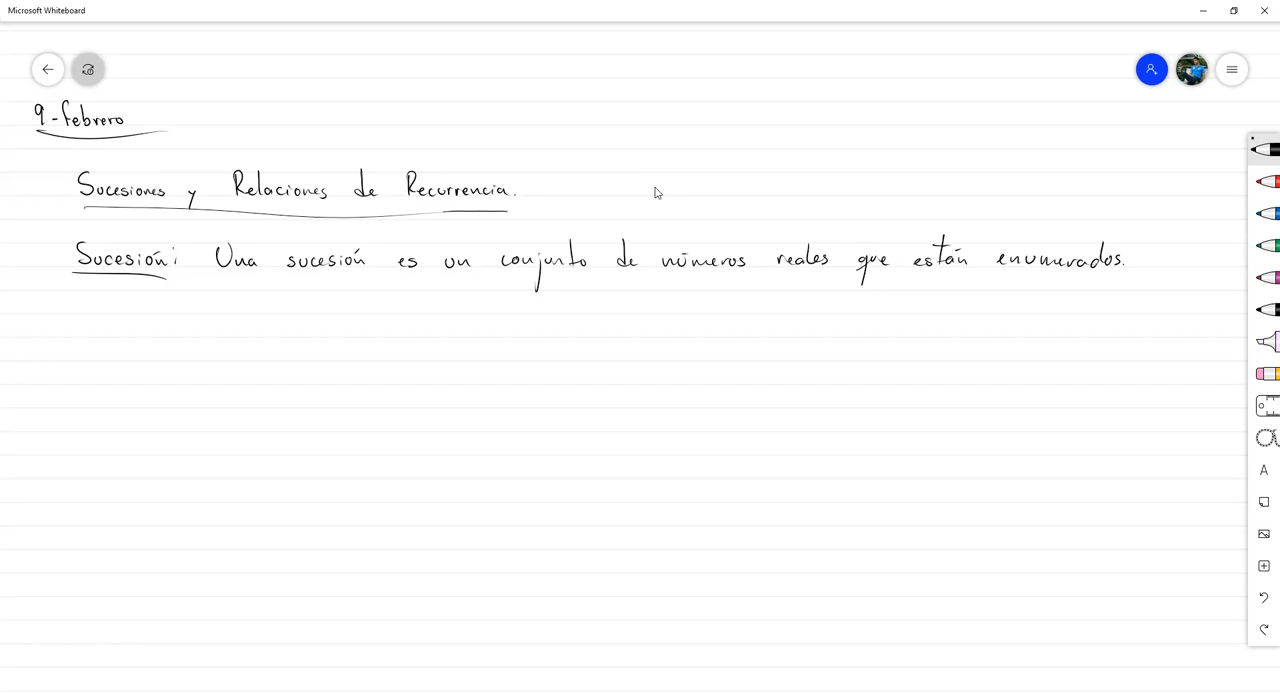 Microsoft Whiteboard
9-febrero
Sucesiones y Relaciones de Recurrencia.
Sucesión: Una sucesión es un conjunto de números reales que están enumerados.
A